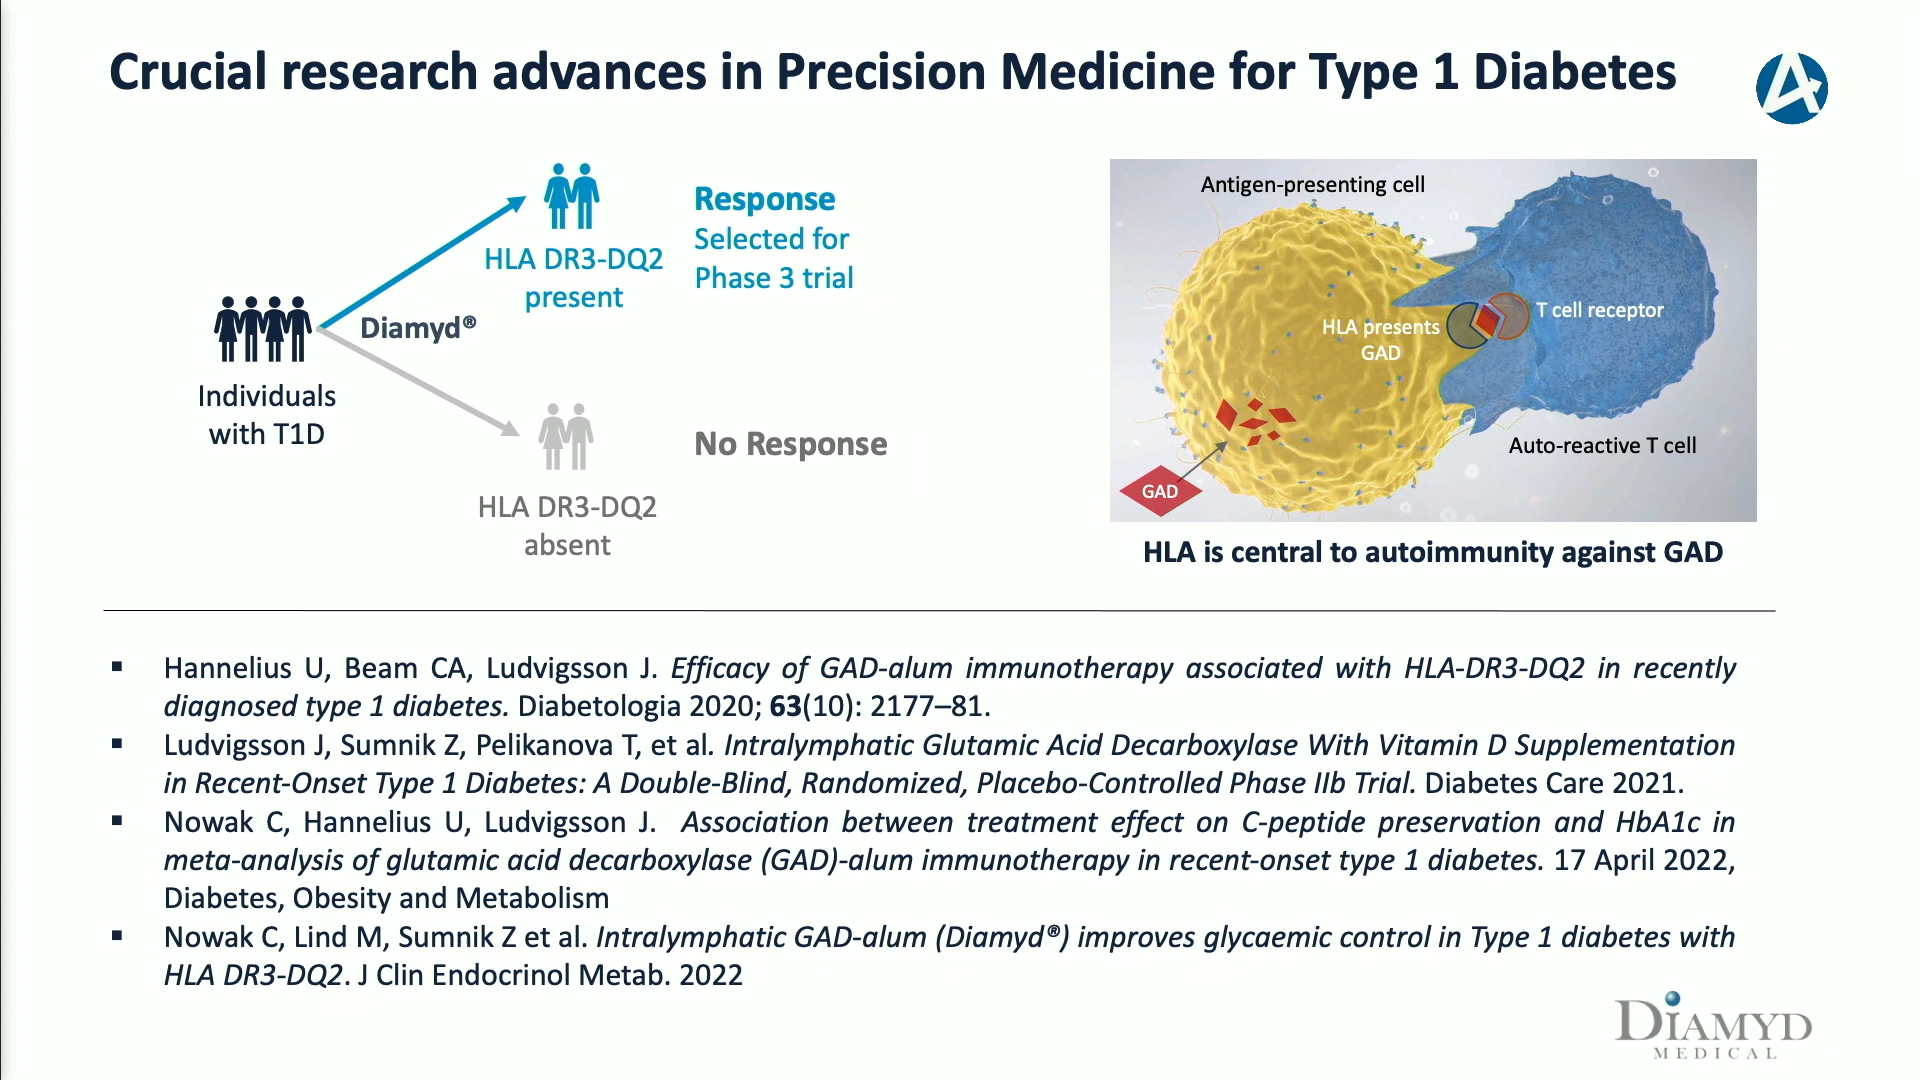 Crucial research advances in Precision Medicine for Type 1 Diabetes
Individuals
with T1D
Diamyd®
HLA DR3-DQ2
present
Response
Selected for
Phase 3 trial
HLA DR3-DQ2
absent
No Response
Antigen-presenting cell
HLA presents
GAD
T cell receptor
GAD
Auto-reactive T cell
HLA is central to autoimmunity against GAD
▪ Hannelius U, Beam CA, Ludvigsson J. Efficacy of GAD-alum immunotherapy associated with HLA-DR3-DQ2 in recently
diagnosed type 1 diabetes. Diabetologia 2020; 63(10): 2177–81.
▪ Ludvigsson J, Sumnik Z, Pelikanova T, et al. Intralymphatic Glutamic Acid Decarboxylase With Vitamin D Supplementation
in Recent-Onset Type 1 Diabetes: A Double-Blind, Randomized, Placebo-Controlled Phase IIb Trial. Diabetes Care 2021.
▪ Nowak C, Hannelius U, Ludvigsson J. Association between treatment effect on C-peptide preservation and HbA1c in
meta-analysis of glutamic acid decarboxylase (GAD)-alum immunotherapy in recent-onset type 1 diabetes. 17 April 2022,
Diabetes, Obesity and Metabolism
▪ Nowak C, Lind M, Sumnik Z et al. Intralymphatic GAD-alum (Diamyd®) improves glycaemic control in Type 1 diabetes with
HLA DR3-DQ2. J Clin Endocrinol Metab. 2022
DIAMYD
MEDICAL